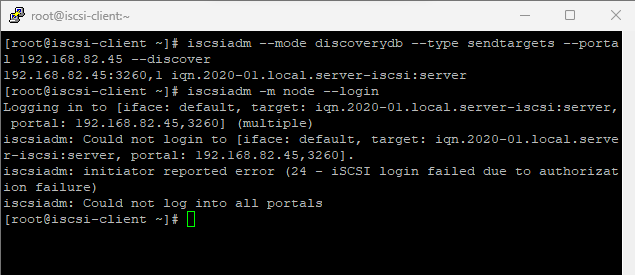 root@iscsi-client:~
[root@iscsi-client ~]# iscsiadm --mode discoverydb --type sendtargets --porta
l 192.168.82.45 --discover
192.168.82.45:3260,1 iqn.2020-01.local.server-iscsi:server
[root@iscsi-client ~]# iscsiadm -m node --login
Logging in to [iface: default, target: iqn.2020-01.local.server-iscsi:server,
 portal: 192.168.82.45,3260] (multiple)
iscsiadm: Could not login to [iface: default, target: iqn.2020-01.local.serve
r-iscsi:server, portal: 192.168.82.45,3260].
iscsiadm: initiator reported error (24 - iSCSI login failed due to authorizat
ion failure)
iscsiadm: Could not log into all portals
[root@iscsi-client ~]#